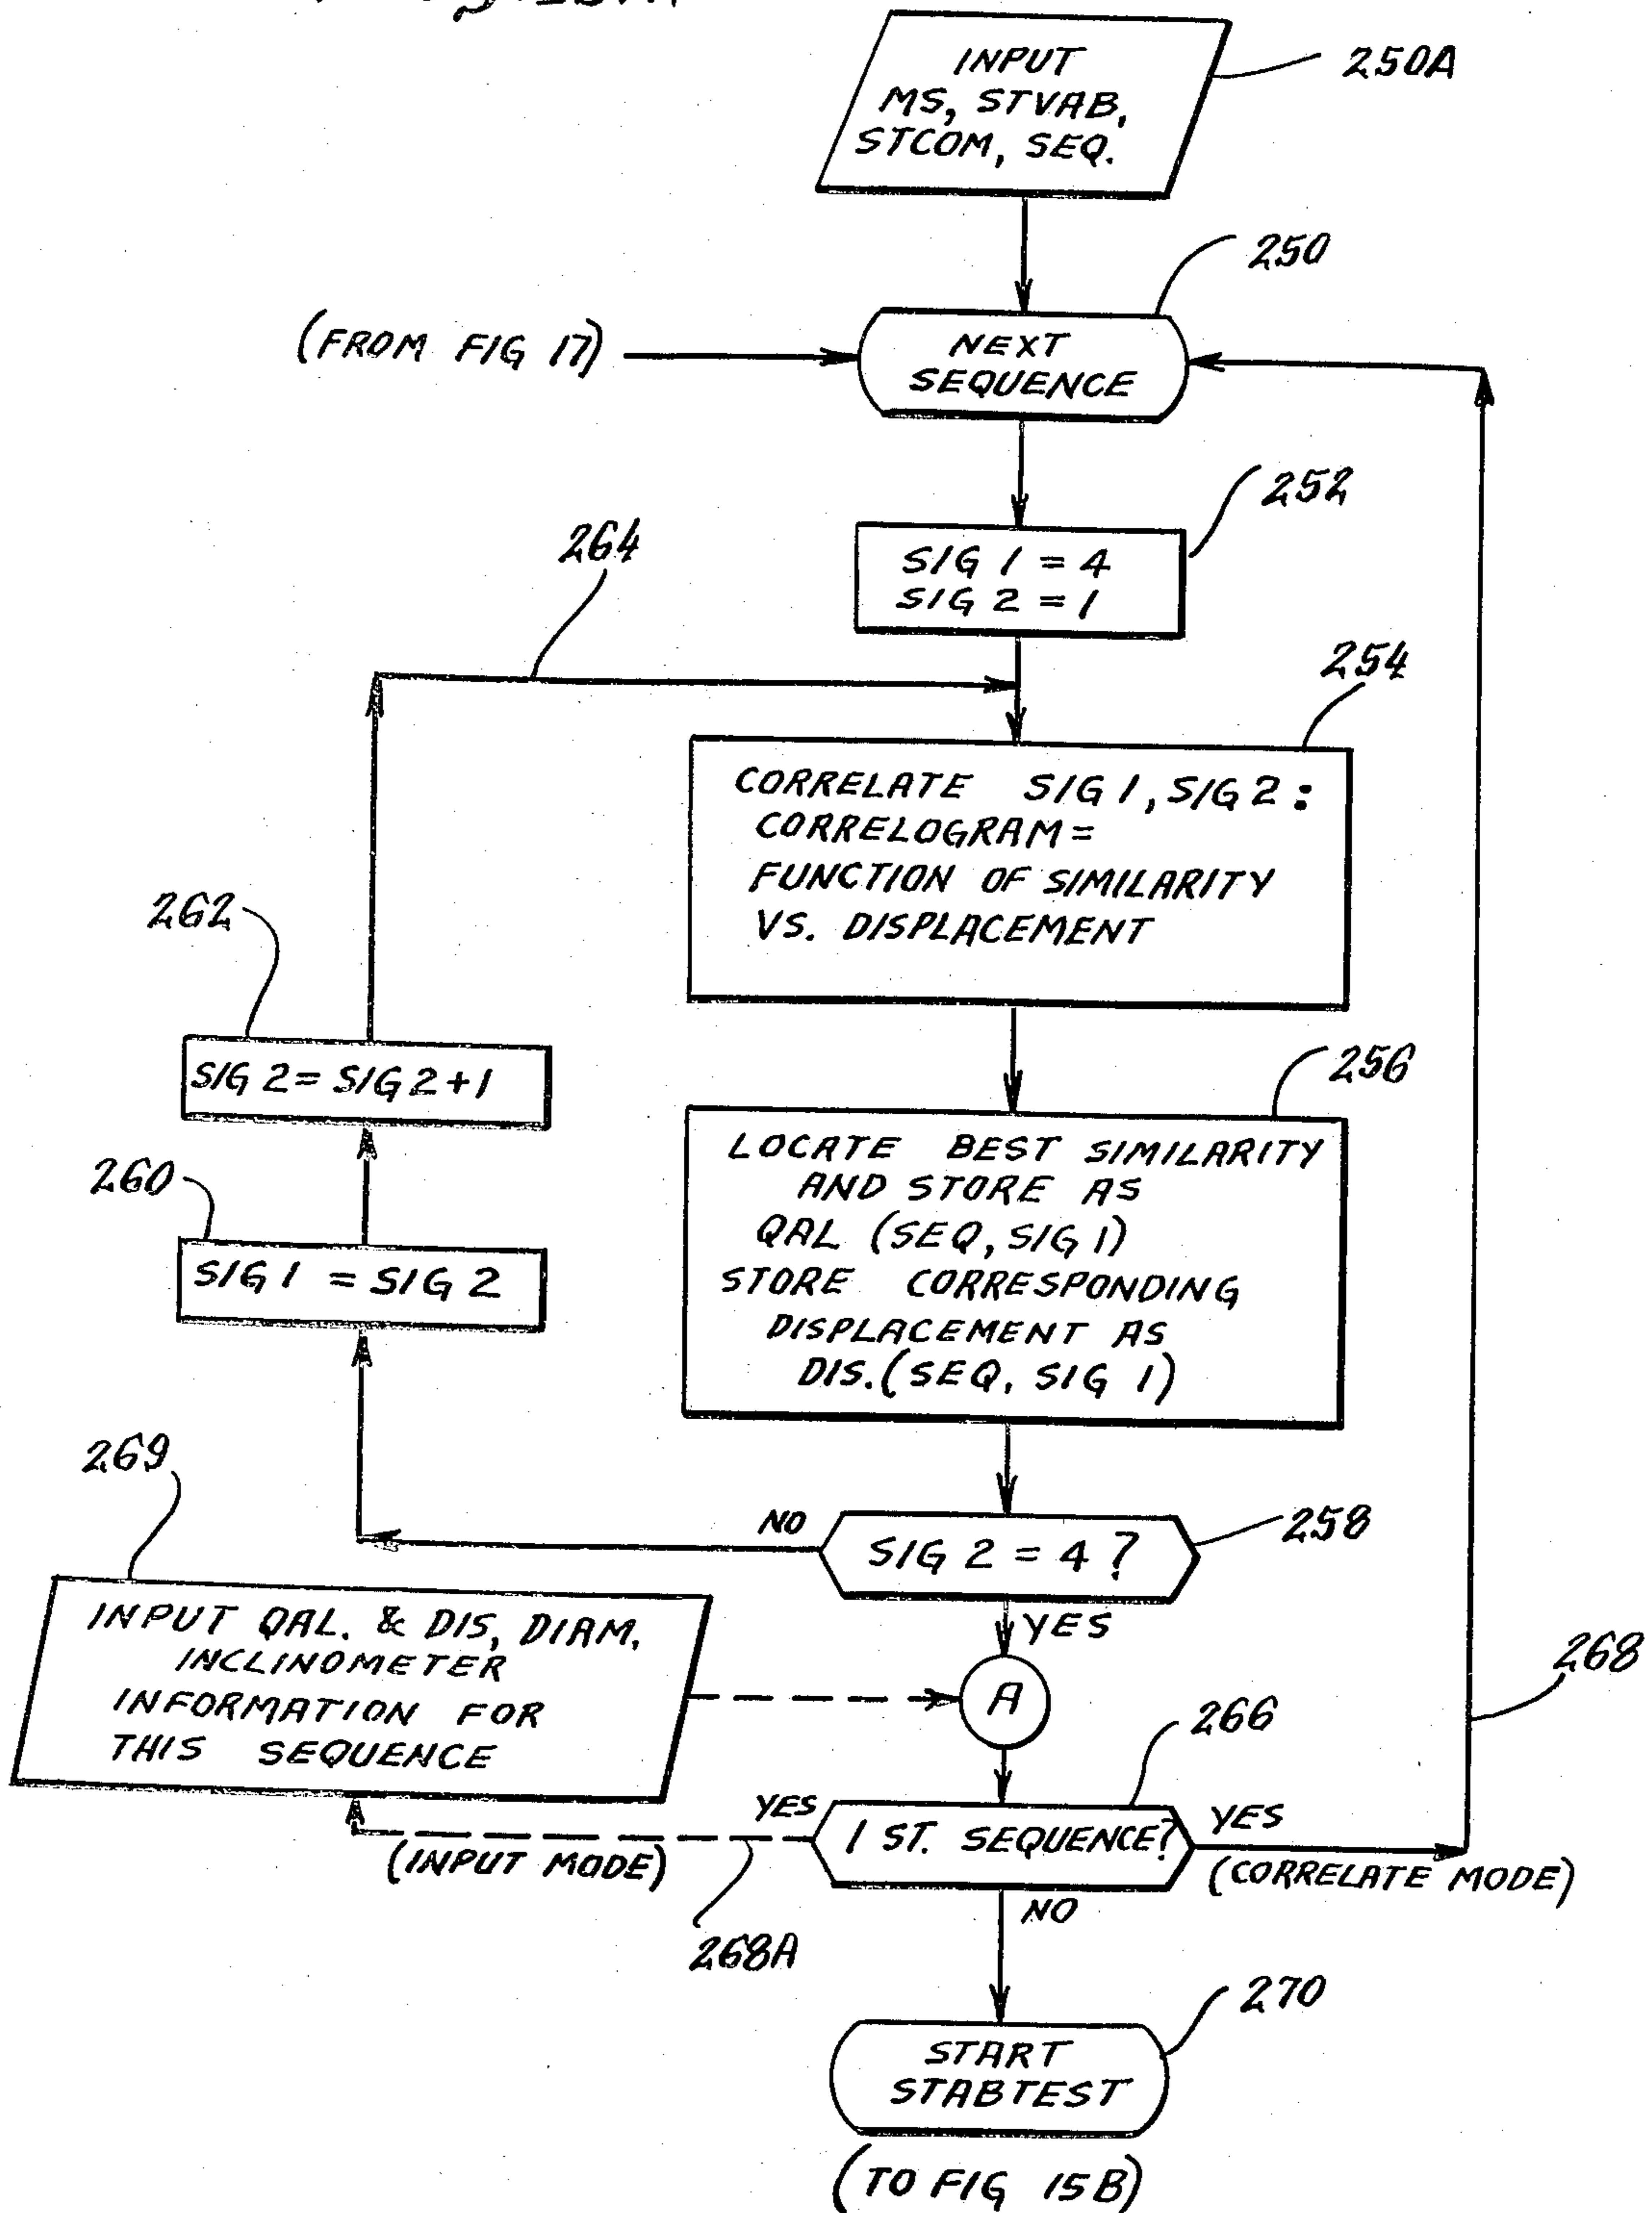 INPUT
MS, STVAB,
STCOM, SEQ.
250A
250
(FROM FIG 17)
NEXT
SEQUENCE
252
SIG 1 = 4
SIG 2 = 1
264
254
CORRELATE SIG 1, SIG 2 :
CORRELOGRAM =
FUNCTION OF SIMILARITY
VS. DISPLACEMENT
262
SIG 2 = SIG 2 + 1
256
LOCATE BEST SIMILARITY
AND STORE AS
QAL (SEQ, SIG 1)
STORE CORRESPONDING
DISPLACEMENT AS
DIS. (SEQ, SIG 1)
260
SIG 1 = SIG 2
269
NO
SIG 2 = 4 ?
258
YES
INPUT QAL. & DIS, DIAM.
INCLINOMETER
INFORMATION FOR
THIS SEQUENCE
A
268
266
YES
1 ST. SEQUENCE?
YES
(INPUT MODE)
(CORRELATE MODE)
268A
NO
270
START
STABTEST
(TO FIG 15B)